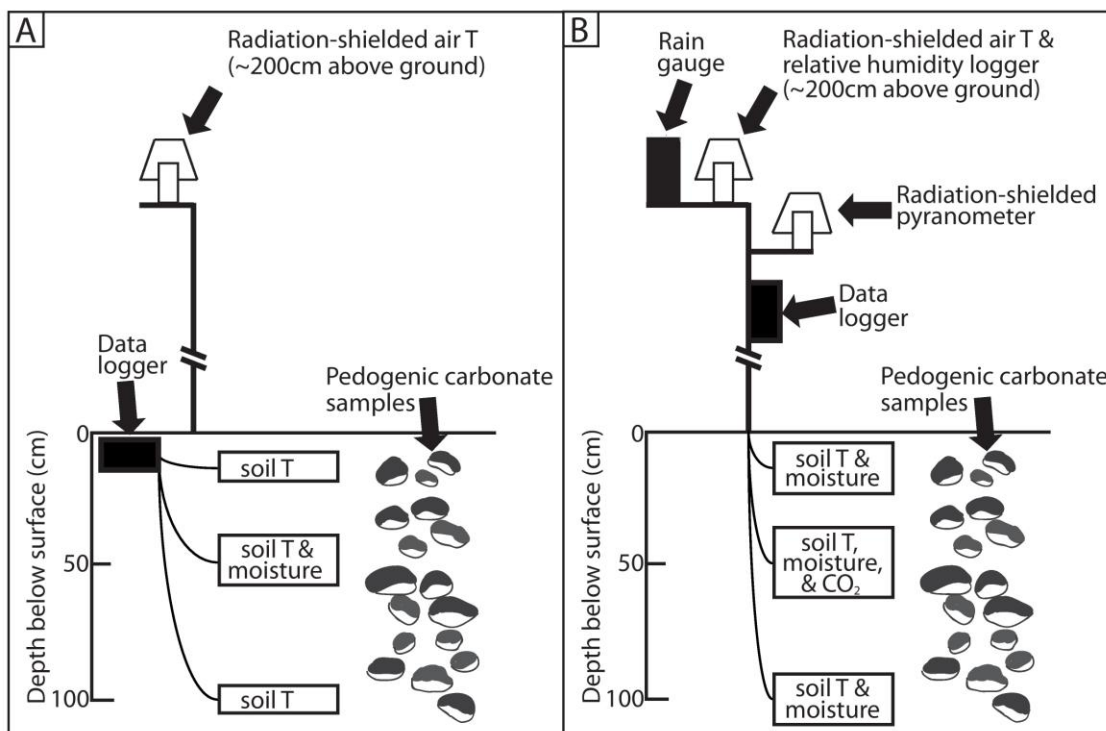 A
Radiation-shielded air T
(~200cm above ground)
Data
logger
Pedogenic carbonate
samples
Depth below surface (cm)
0
50
100
soil T
soil T &
moisture
soil T
B
Rain
gauge
Radiation-shielded air T &
relative humidity logger
(~200cm above ground)
Radiation-shielded
pyranometer
Data
logger
Pedogenic carbonate
samples
Depth below surface (cm)
0
50
100
soil T &
moisture
soil T,
moisture,
& CO₂
soil T &
moisture